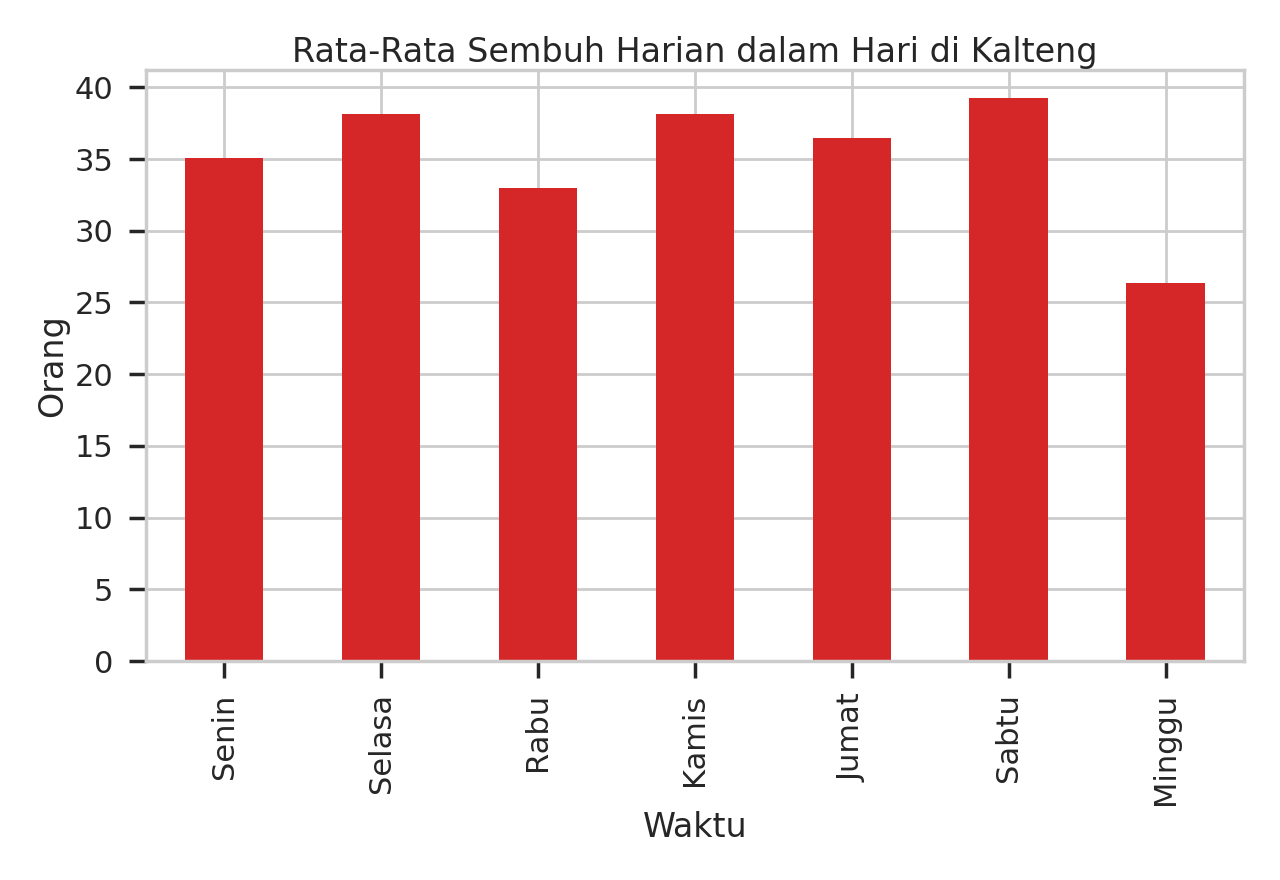 Rata-Rata Sembuh Harian dalam Hari di Kalteng
40
35
30
25
20
15
10
5
0
Orang
Senin
Selasa
Rabu
Kamis
Jumat
Sabtu
Minggu
Waktu